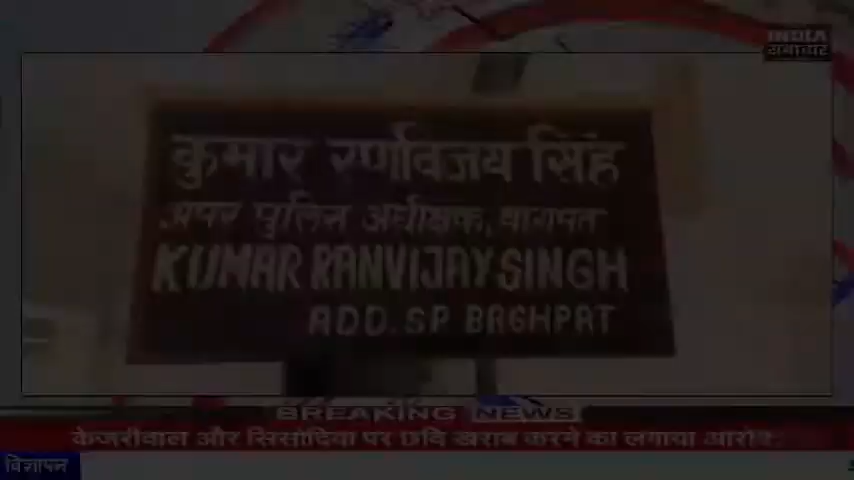 INDIA
समाचार
कुमार रणविजय सिंह
अपर पुलिस अधीक्षक, बागपत
KUMAR RANVIJAY SINGH
ADD. SP BAGHPAT
BREAKING NEWS
केजरीवाल और सिसोदिया पर छवि खराब करने का लगाया आरोप
विज्ञापन